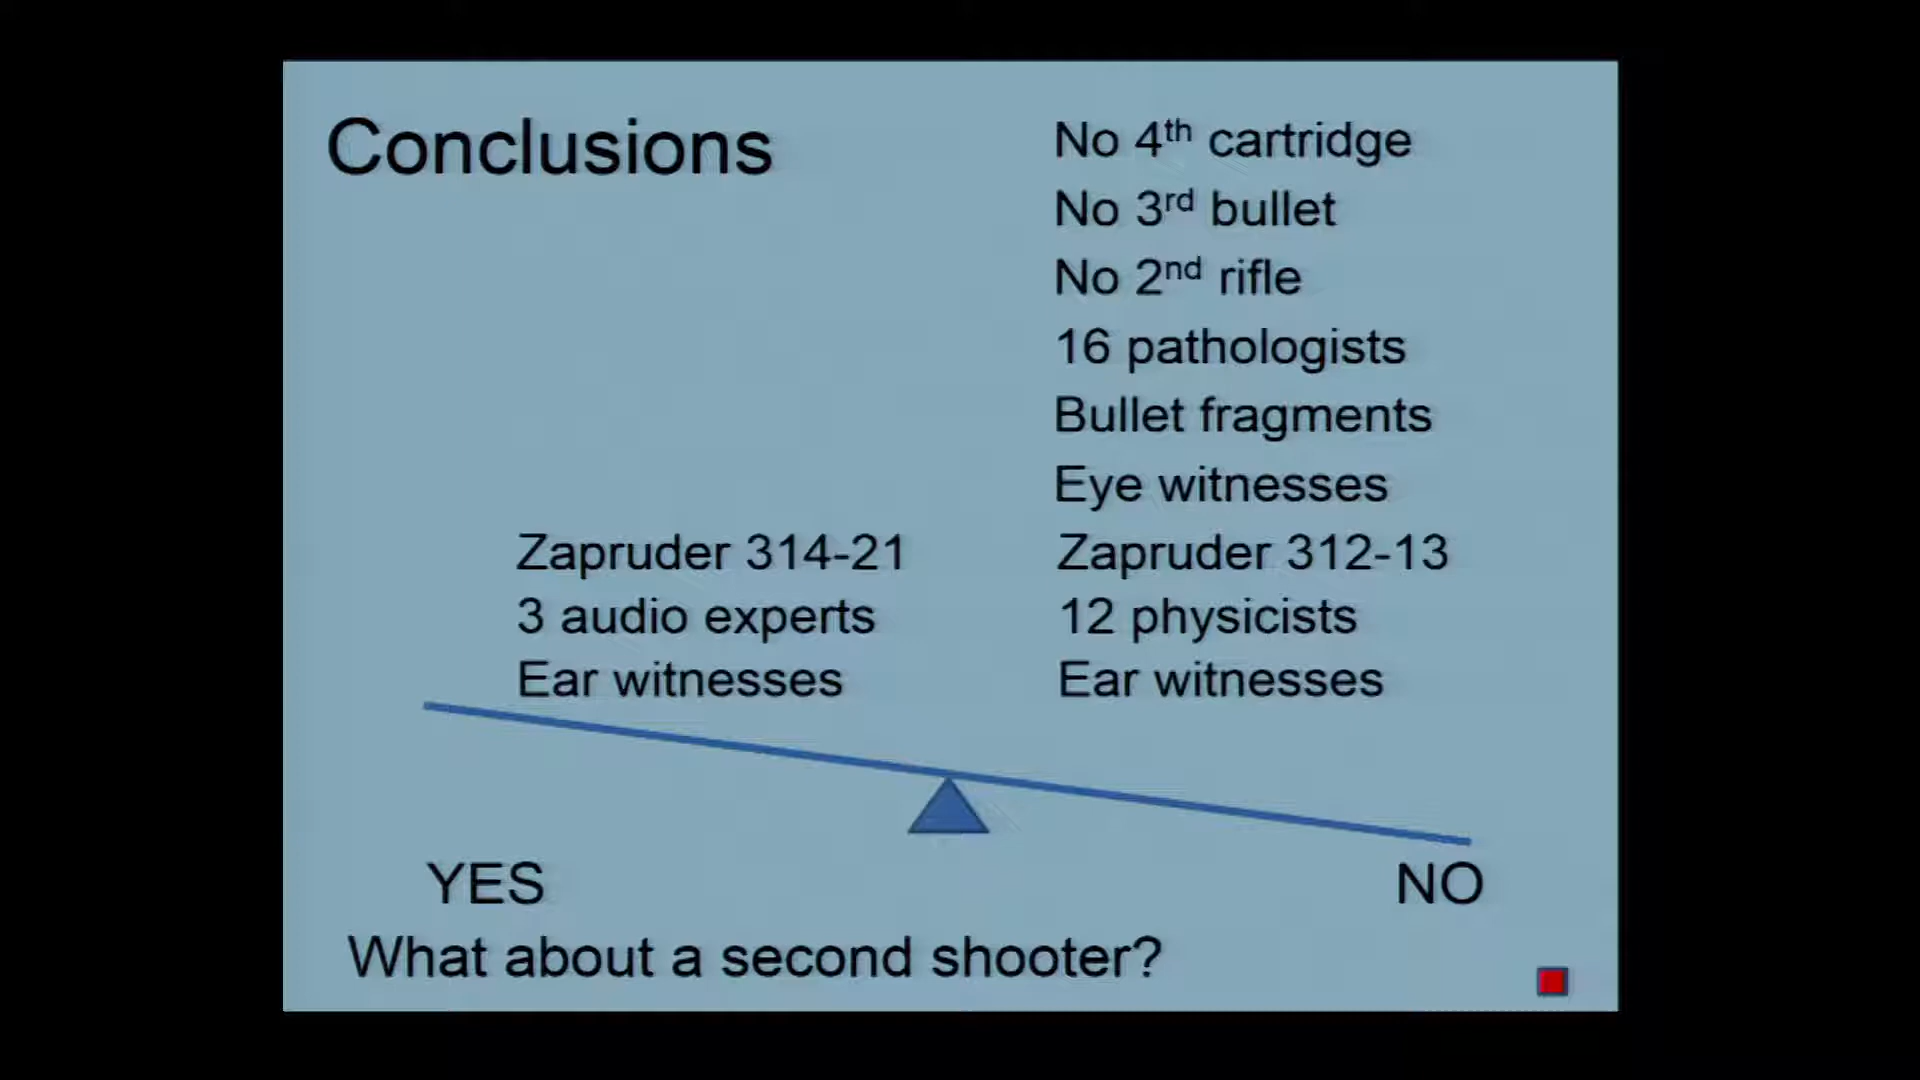 Conclusions
No 4th cartridge
No 3rd bullet
No 2nd rifle
16 pathologists
Bullet fragments
Eye witnesses
Zapruder 314-21
Zapruder 312-13
3 audio experts
12 physicists
Ear witnesses
Ear witnesses
YES
NO
What about a second shooter?